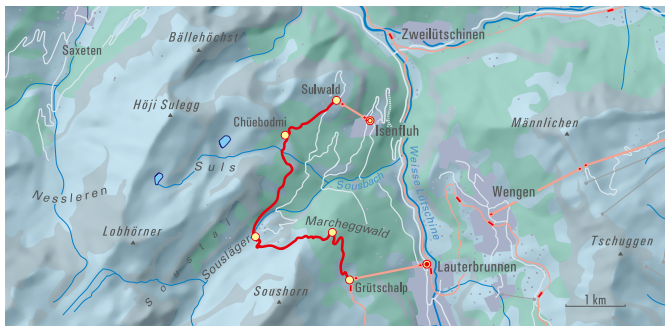 Zweilütschinen
Bällehöchst
Saxeten
Sulwald
Höji Sulegg
Chüebodmi
Isenfluh
Männlichen
Suls
Weisse Lütschine
Sousbach
Nessleren
Wengen
Lobhörner
Soustal
Souslager
Marcheggwald
Tschuggen
Lauterbrunnen
Soushorn
Grütschalp
1 km